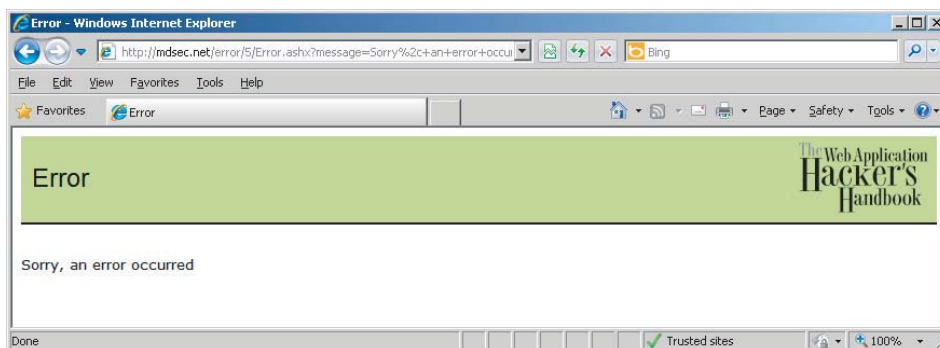 Error - Windows Internet Explorer
http://mdsec.net/error/5/Error.ashx?message=Sorry%2c+an+error+occur
Bing
File Edit View Favorites Tools Help
Favorites Error Page Safety Tools
Error
The Web Application
Hacker's
Handbook
Sorry, an error occurred
Done Trusted sites 100%